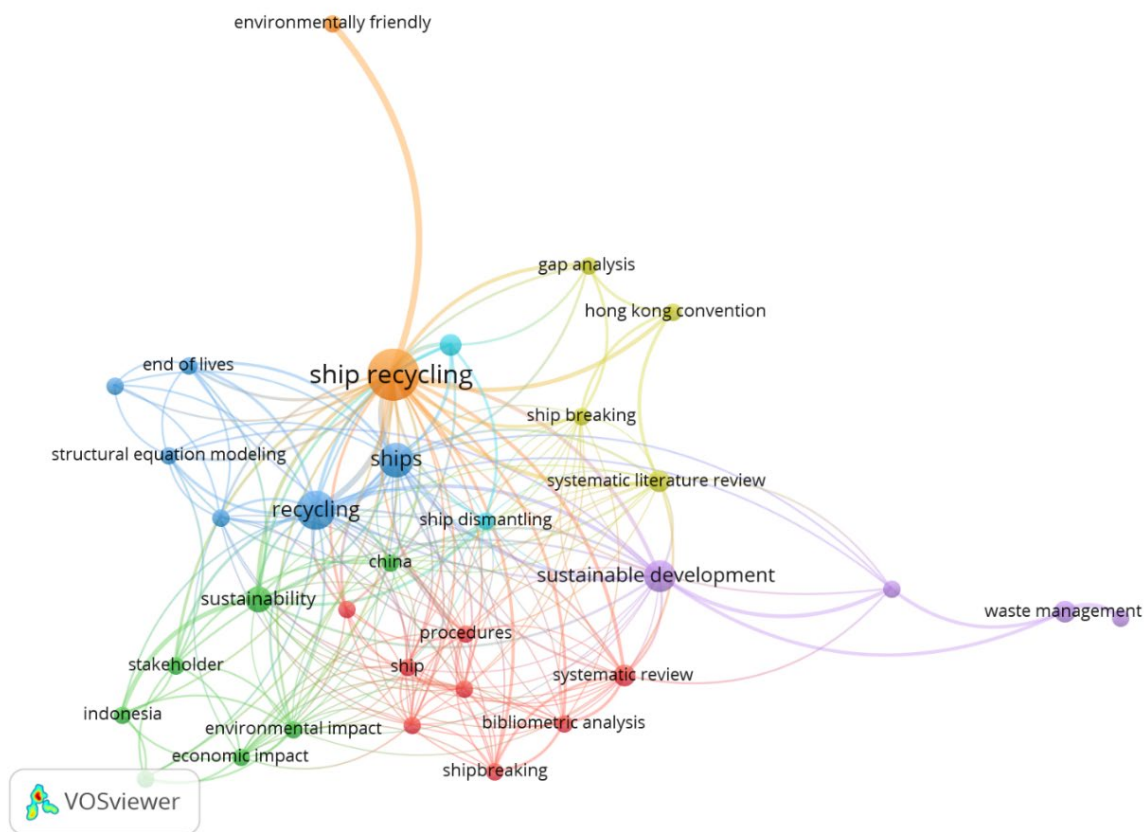 environmentally friendly
gap analysis
hong kong convention
end of lives
ship recycling
ship breaking
structural equation modeling
ships
systematic literature review
recycling
ship dismantling
china
sustainable development
sustainability
waste management
procedures
stakeholder
ship
systematic review
indonesia
environmental impact
bibliometric analysis
economic impact
shipbreaking
VOSviewer